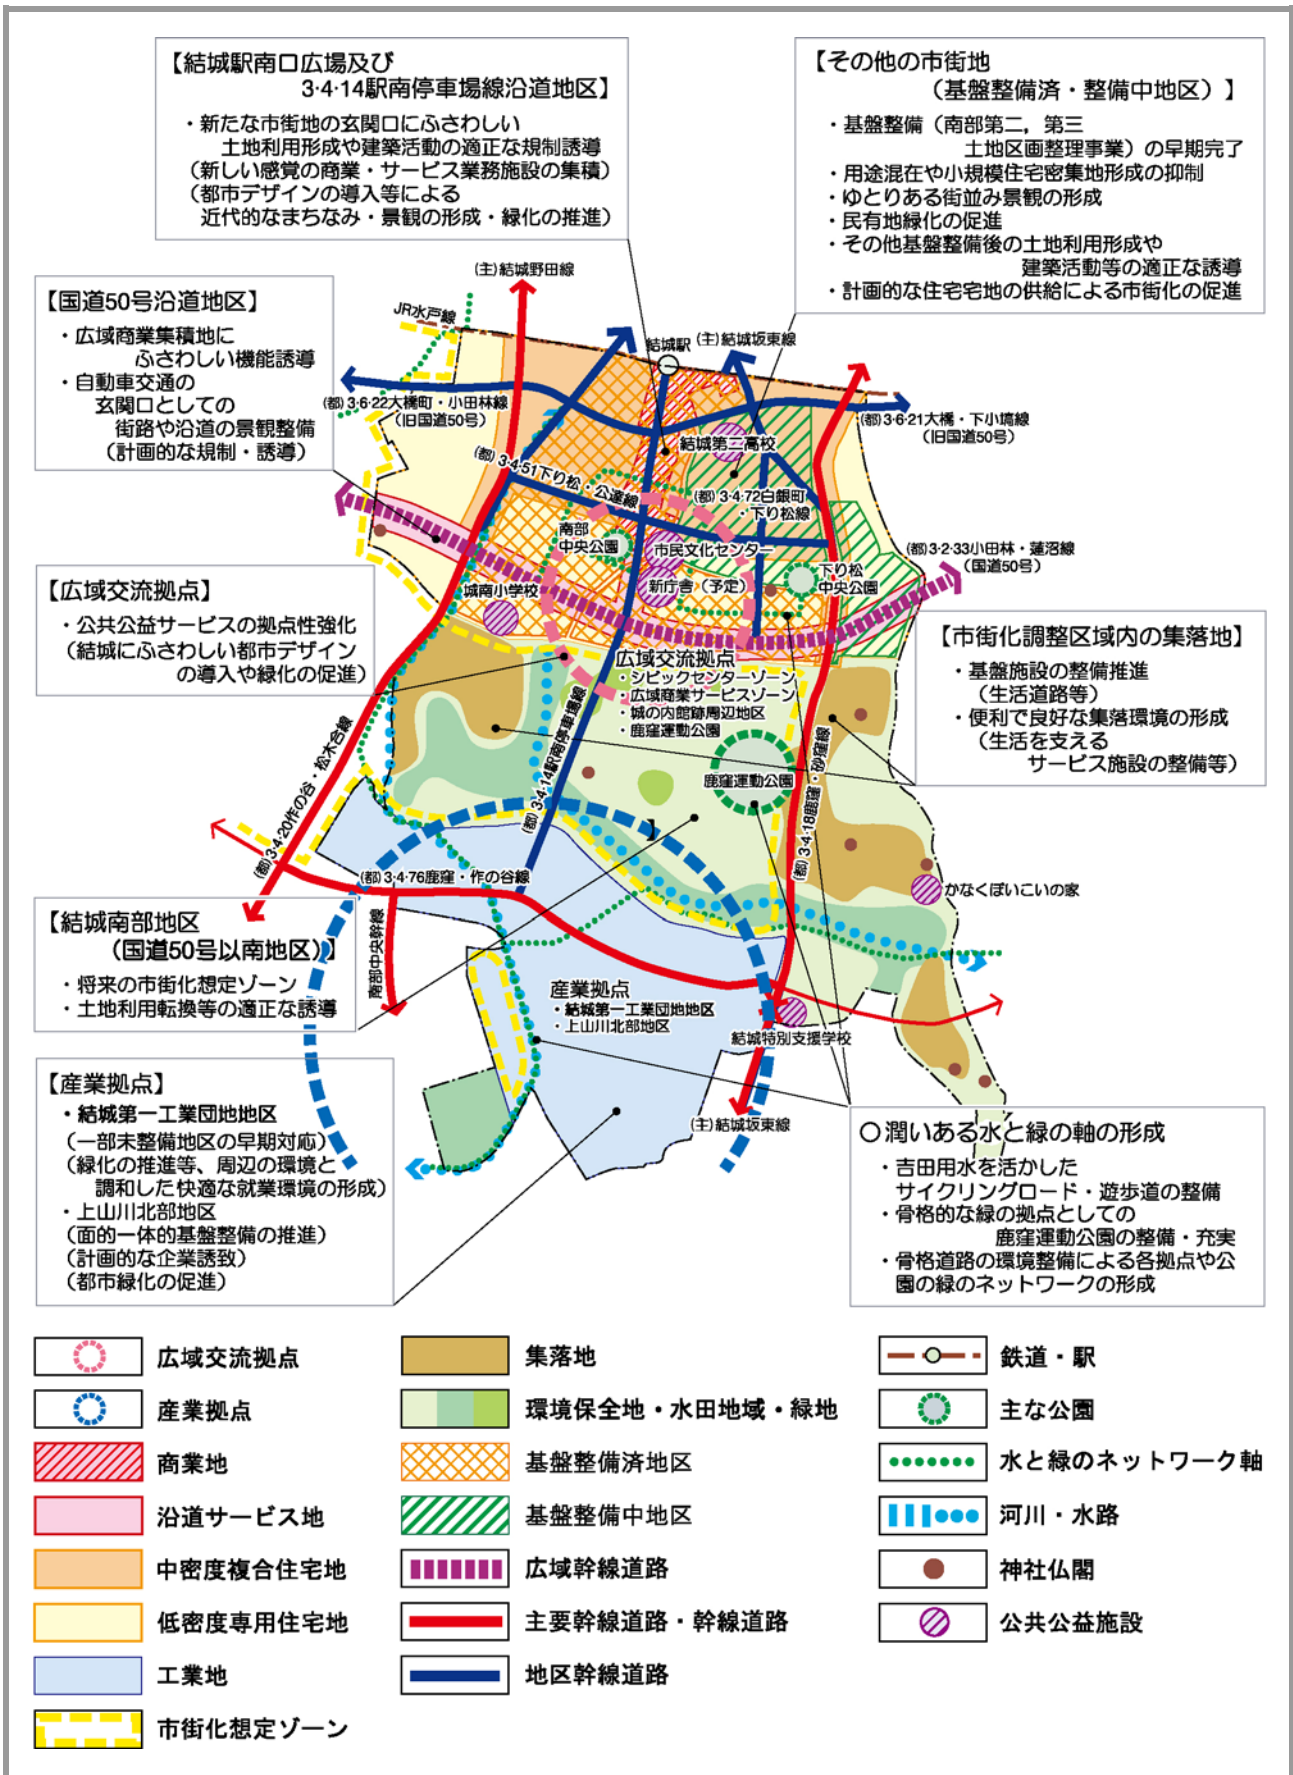 【結城駅南口広場及び
3・4・14駅南停車場線沿道地区】
・新たな市街地の玄関口にふさわしい
土地利用形成や建築活動の適正な規制誘導
（新しい感覚の商業・サービス業務施設の集積）
（都市デザインの導入等による
近代的なまちなみ・景観の形成・緑化の推進）
【その他の市街地
（基盤整備済・整備中地区）】
・基盤整備（南部第二，第三
土地区画整理事業）の早期完了
・用途混在や小規模住宅密集地形成の抑制
・ゆとりある街並み景観の形成
・民有地緑化の促進
・その他基盤整備後の土地利用形成や
建築活動等の適正な誘導
・計画的な住宅宅地の供給による市街化の促進
【国道50号沿道地区】
・広域商業集積地に
ふさわしい機能誘導
・自動車交通の
玄関口としての
街路や沿道の景観整備
（計画的な規制・誘導）
(主)結城野田線
JR水戸線
結城駅
(主)結城坂東線
(都)3・6・22大橋町・小田林線
（旧国道50号）
(都)3・6・21大橋・下小塙線
（旧国道50号）
結城第二高校
(都)3・4・51下り松・公達線
(都)3・4・72白銀町
・下り松線
南部
中央公園
市民文化センター
新庁舎（予定）
下り松
中央公園
(都)3・2・33小田林・蓮沼線
（国道50号）
城南小学校
【広域交流拠点】
・公共公益サービスの拠点性強化
（結城にふさわしい都市デザイン
の導入や緑化の促進）
広域交流拠点
・シビックセンターゾーン
・広域商業サービスゾーン
・城の内館跡周辺地区
・鹿窪運動公園
【市街化調整区域内の集落地】
・基盤施設の整備推進
（生活道路等）
・便利で良好な集落環境の形成
（生活を支える
サービス施設の整備等）
(都)3・4・20作の谷・松木合線
(都)3・4・14駅南停車場線
鹿窪運動公園
(都)3・4・18鹿窪・砂窪線
】
(都)3・4・76鹿窪・作の谷線
かなくぼいこいの家
【結城南部地区
（国道50号以南地区）】
・将来の市街化想定ゾーン
・土地利用転換等の適正な誘導
南部中央幹線
産業拠点
・結城第一工業団地地区
・上山川北部地区
結城特別支援学校
(主)結城坂東線
【産業拠点】
・結城第一工業団地地区
（一部未整備地区の早期対応）
（緑化の推進等、周辺の環境と
調和した快適な就業環境の形成）
・上山川北部地区
（面的一体的基盤整備の推進）
（計画的な企業誘致）
（都市緑化の促進）
○潤いある水と緑の軸の形成
・吉田用水を活かした
サイクリングロード・遊歩道の整備
・骨格的な緑の拠点としての
鹿窪運動公園の整備・充実
・骨格道路の環境整備による各拠点や公
園の緑のネットワークの形成
広域交流拠点
産業拠点
商業地
沿道サービス地
中密度複合住宅地
低密度専用住宅地
工業地
市街化想定ゾーン
集落地
環境保全地・水田地域・緑地
基盤整備済地区
基盤整備中地区
広域幹線道路
主要幹線道路・幹線道路
地区幹線道路
鉄道・駅
主な公園
水と緑のネットワーク軸
河川・水路
神社仏閣
公共公益施設